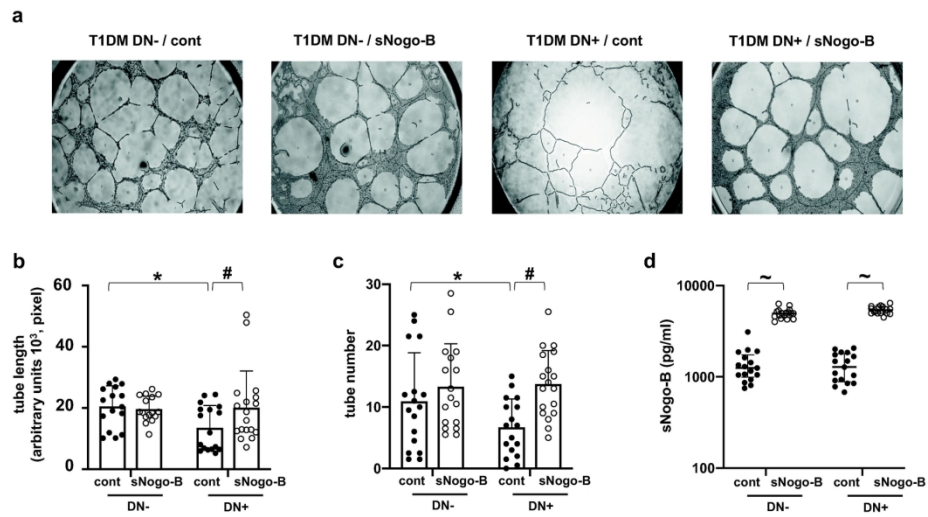 a
T1DM DN- / cont
T1DM DN- / sNogo-B
T1DM DN+ / cont
T1DM DN+ / sNogo-B
b
tube length
(arbitrary units 10³, pixel)
60
40
20
0
*
#
cont sNogo-B cont sNogo-B
DN- DN+
c
tube number
30
20
10
0
*
#
cont sNogo-B cont sNogo-B
DN- DN+
d
sNogo-B (pg/ml)
10000
1000
100
~
~
cont sNogo-B cont sNogo-B
DN- DN+